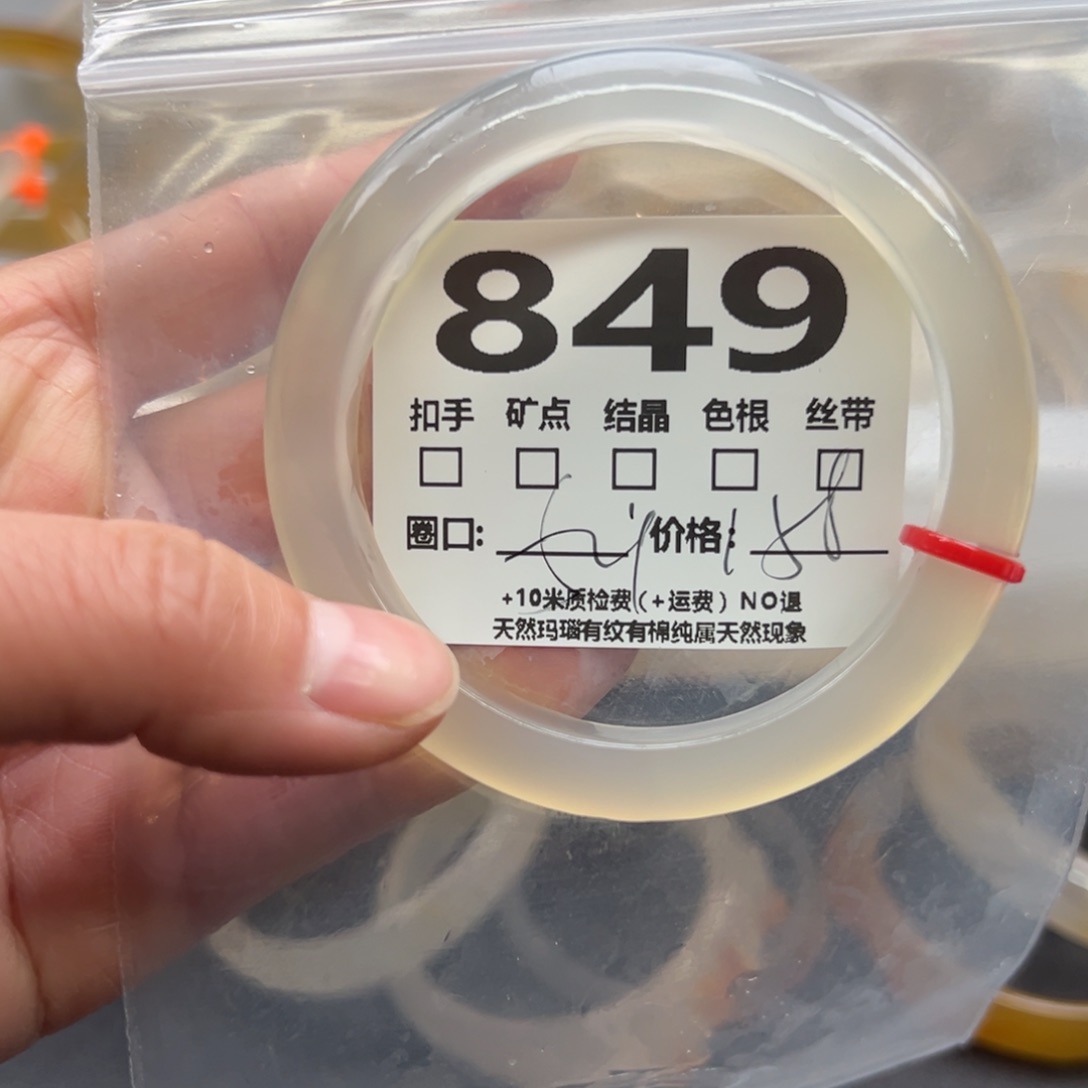 849
扣手 矿点 结晶 色根 丝带
圈口: 价格: 188
+10米质检费(+运费)NO退
天然玛瑙有纹有棉纯属天然现象